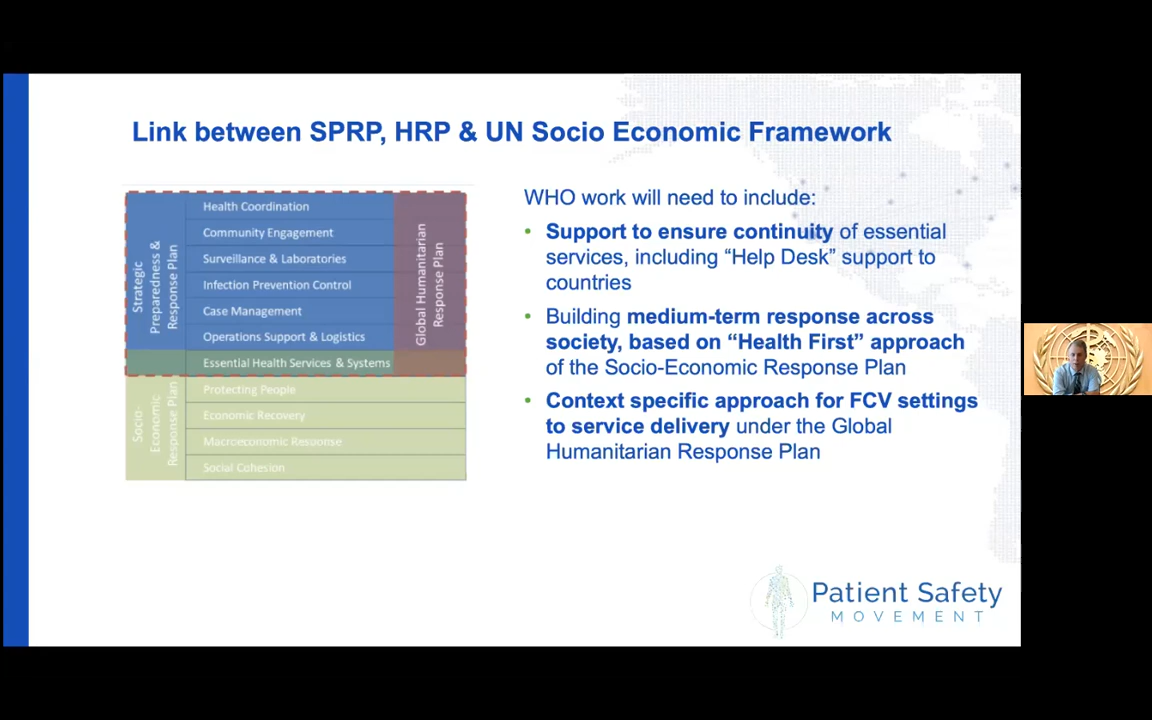 Link between SPRP, HRP & UN Socio Economic Framework
Strategic
Preparedness &
Response Plan
Health Coordination
Community Engagement
Surveillance & Laboratories
Infection Prevention Control
Case Management
Operations Support & Logistics
Essential Health Services & Systems
Global Humanitarian
Response Plan
Socio-
Economic
Response Plan
Protecting People
Economic Recovery
Macroeconomic Response
Social Cohesion
WHO work will need to include:
• Support to ensure continuity of essential
services, including “Help Desk” support to
countries
• Building medium-term response across
society, based on “Health First” approach
of the Socio-Economic Response Plan
• Context specific approach for FCV settings
to service delivery under the Global
Humanitarian Response Plan
Patient Safety
MOVEMENT